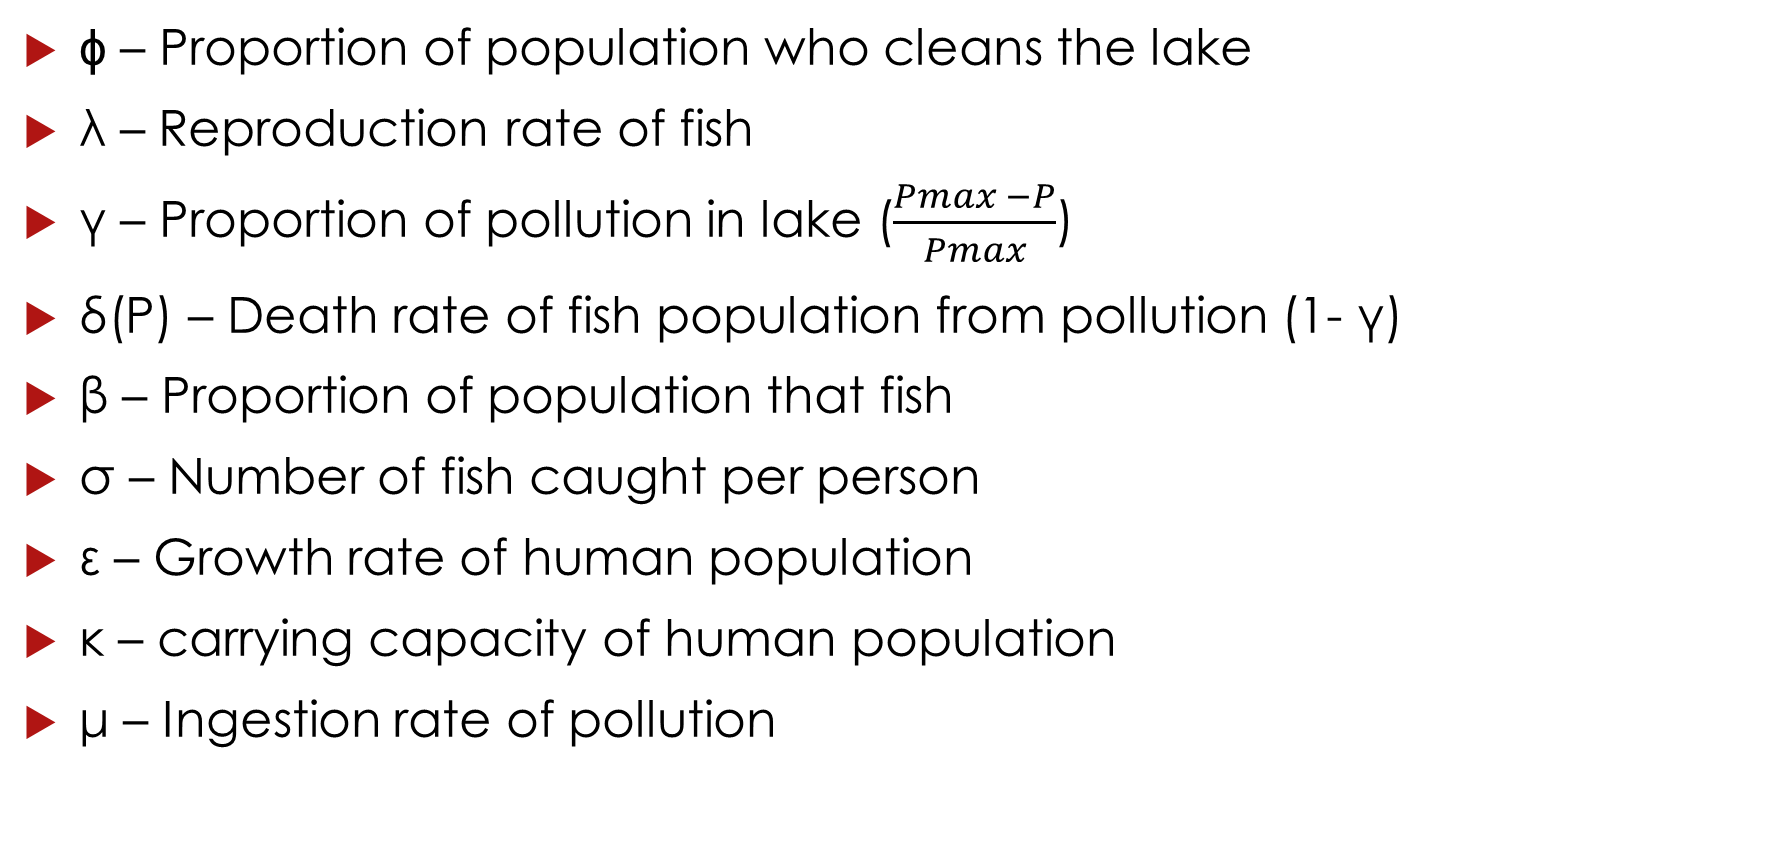 ▶ ϕ – Proportion of population who cleans the lake
▶ λ – Reproduction rate of fish
▶ γ – Proportion of pollution in lake (\frac{Pmax − P}{Pmax})
▶ δ(P) – Death rate of fish population from pollution (1- γ)
▶ β – Proportion of population that fish
▶ σ – Number of fish caught per person
▶ ε – Growth rate of human population
▶ κ – carrying capacity of human population
▶ μ – Ingestion rate of pollution